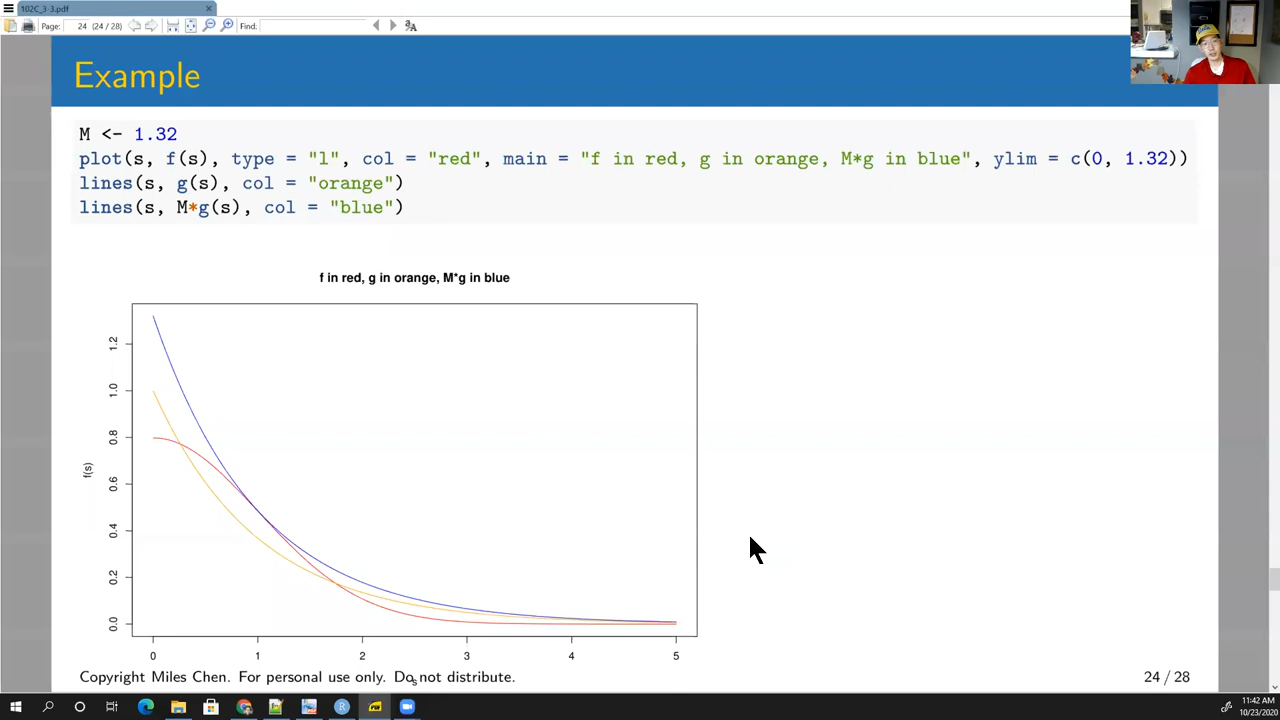 102C_3-3.pdf ×
Page: 24 (24 / 28) Find:
Example
M <- 1.32
plot(s, f(s), type = "l", col = "red", main = "f in red, g in orange, M*g in blue", ylim = c(0, 1.32))
lines(s, g(s), col = "orange")
lines(s, M*g(s), col = "blue")
f in red, g in orange, M*g in blue
f(s)
1.2
1.0
0.8
0.6
0.4
0.2
0.0
0 1 2 3 4 5
s
Copyright Miles Chen. For personal use only. Do not distribute.
24 / 28
11:42 AM
10/23/2020